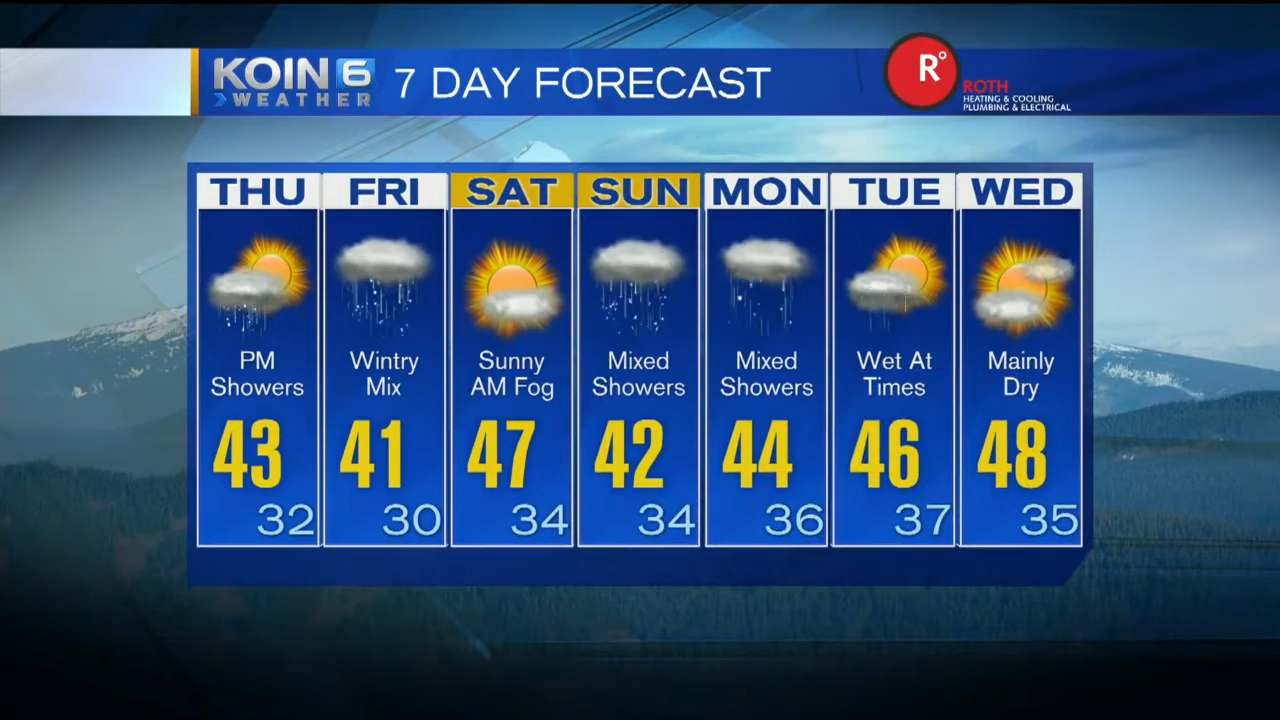 KOIN 6
WEATHER
7 DAY FORECAST
R°
ROTH
HEATING & COOLING
PLUMBING & ELECTRICAL
THU FRI SAT SUN MON TUE WED
PM Showers
Wintry Mix
Sunny AM Fog
Mixed Showers
Mixed Showers
Wet At Times
Mainly Dry
43 41 47 42 44 46 48
32 30 34 34 36 37 35